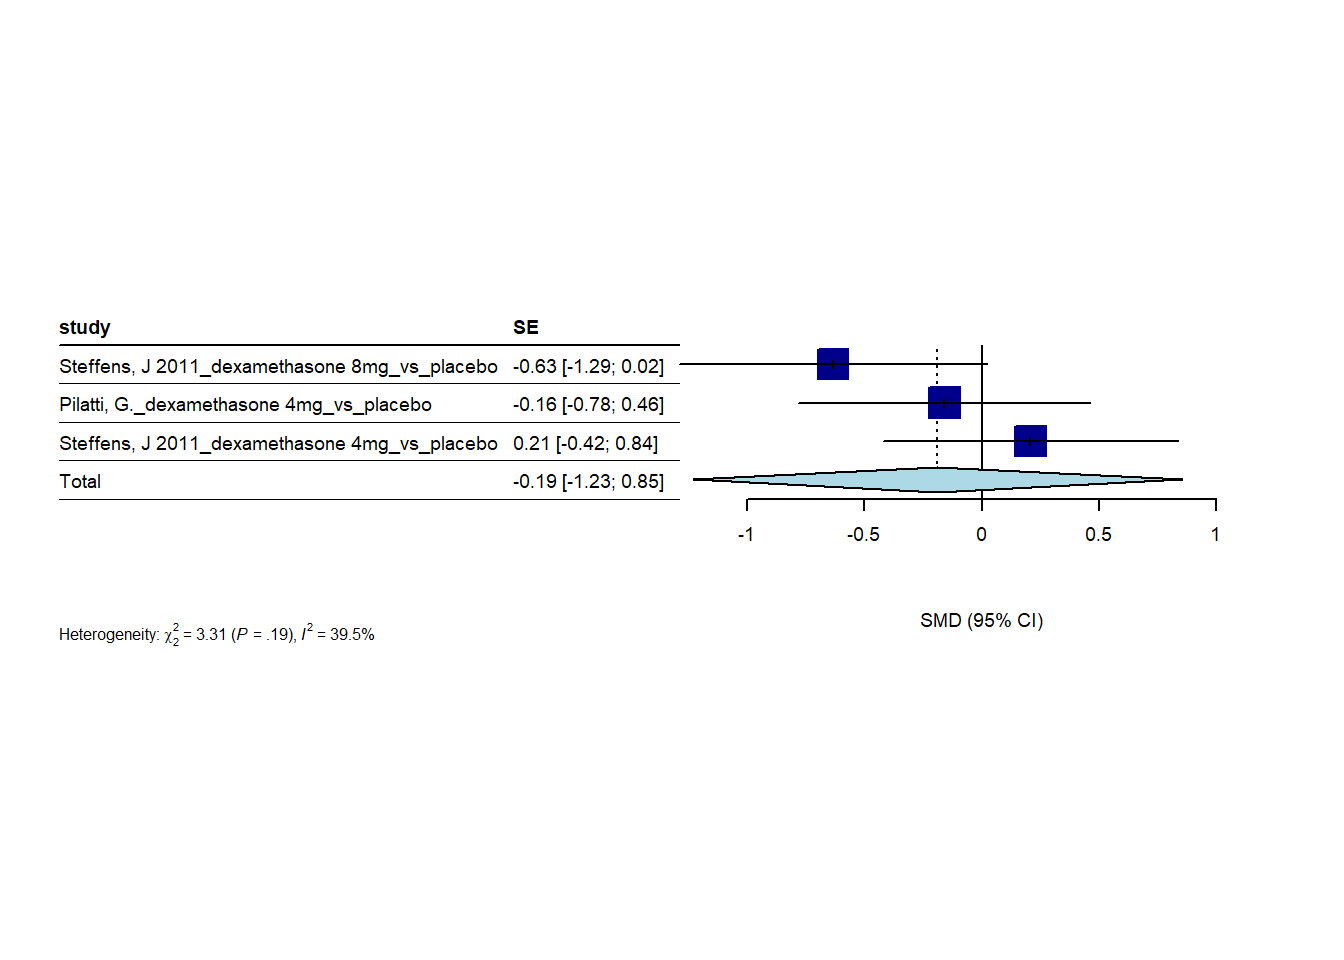 study SE
Steffens, J 2011_dexamethasone 8mg_vs_placebo -0.63 [-1.29; 0.02]
Pilatti, G._dexamethasone 4mg_vs_placebo -0.16 [-0.78; 0.46]
Steffens, J 2011_dexamethasone 4mg_vs_placebo 0.21 [-0.42; 0.84]
Total -0.19 [-1.23; 0.85]
-1 -0.5 0 0.5 1
SMD (95% CI)
Heterogeneity: χ²₂ = 3.31 (P = .19), I² = 39.5%